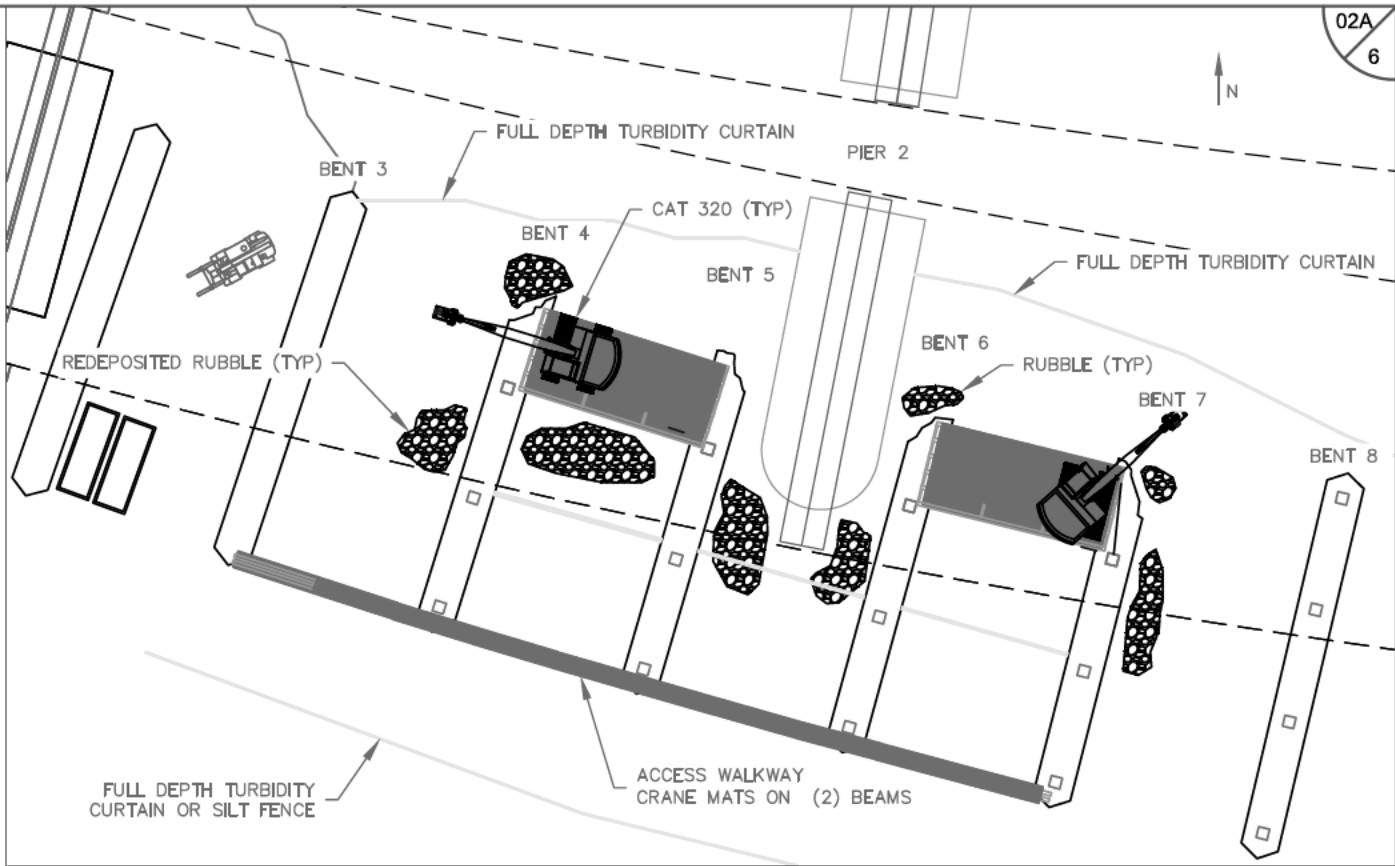 02A
6
N
FULL DEPTH TURBIDITY CURTAIN
PIER 2
BENT 3
CAT 320 (TYP)
BENT 4
BENT 5
FULL DEPTH TURBIDITY CURTAIN
BENT 6
REDEPOSITED RUBBLE (TYP)
RUBBLE (TYP)
BENT 7
BENT 8
ACCESS WALKWAY
CRANE MATS ON (2) BEAMS
FULL DEPTH TURBIDITY
CURTAIN OR SILT FENCE